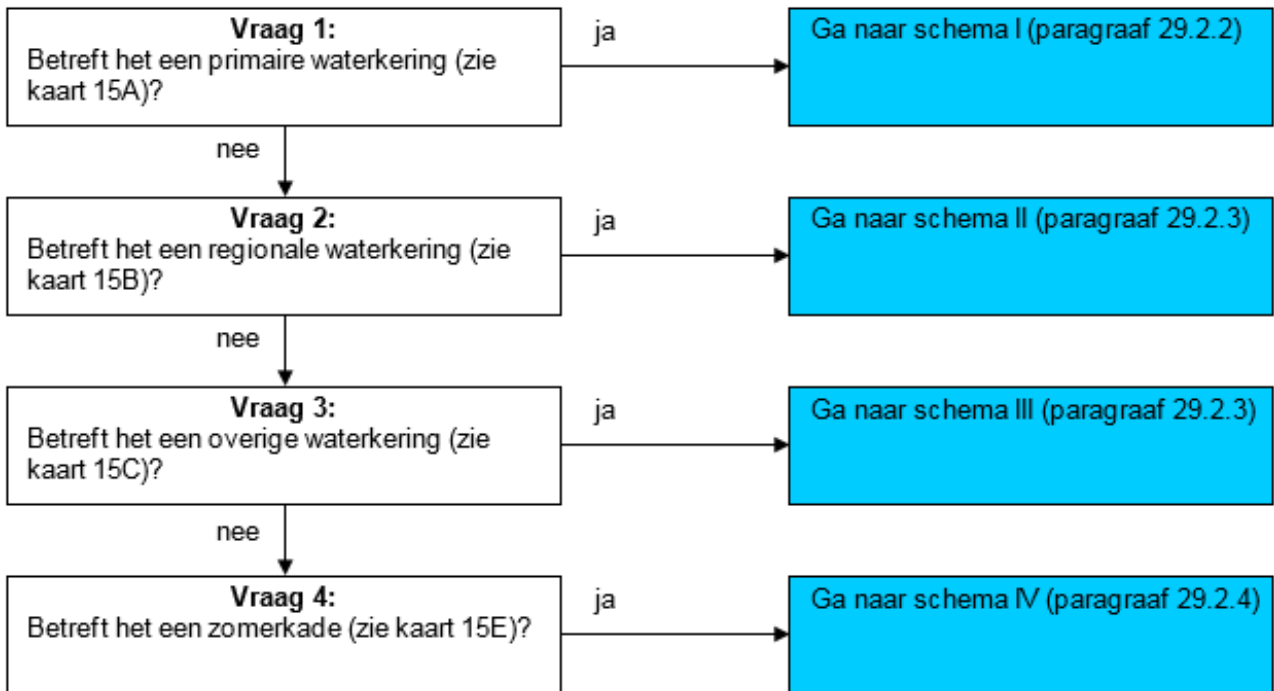 Vraag 1:
Betreft het een primaire waterkering (zie
kaart 15A)?
ja
Ga naar schema I (paragraaf 29.2.2)
nee
Vraag 2:
Betreft het een regionale waterkering (zie
kaart 15B)?
ja
Ga naar schema II (paragraaf 29.2.3)
nee
Vraag 3:
Betreft het een overige waterkering (zie
kaart 15C)?
ja
Ga naar schema III (paragraaf 29.2.3)
nee
Vraag 4:
Betreft het een zomerkade (zie kaart 15E)?
ja
Ga naar schema IV (paragraaf 29.2.4)